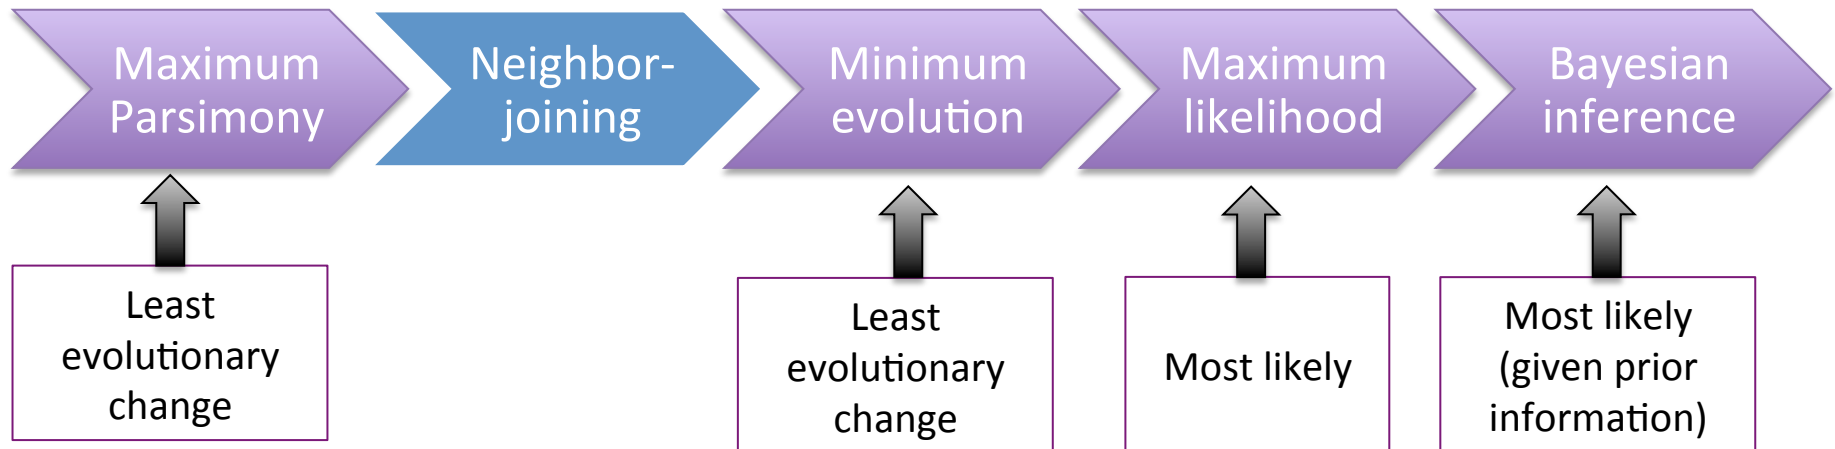 Maximum
Parsimony
Neighbor-
joining
Minimum
evolution
Maximum
likelihood
Bayesian
inference
Least
evolutionary
change
Least
evolutionary
change
Most likely
Most likely
(given prior
information)